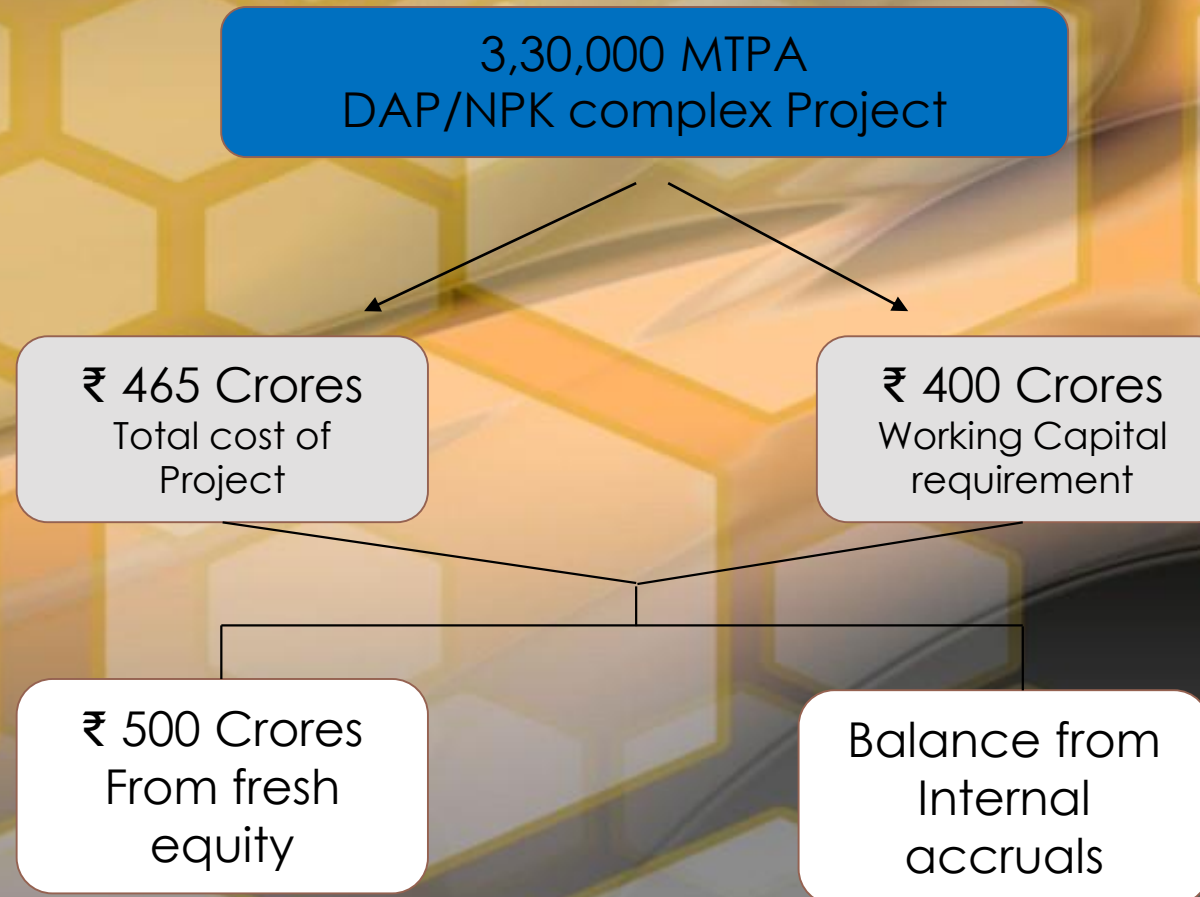 3,30,000 MTPA
DAP/NPK complex Project
₹ 465 Crores
Total cost of
Project
₹ 400 Crores
Working Capital
requirement
₹ 500 Crores
From fresh
equity
Balance from
Internal
accruals